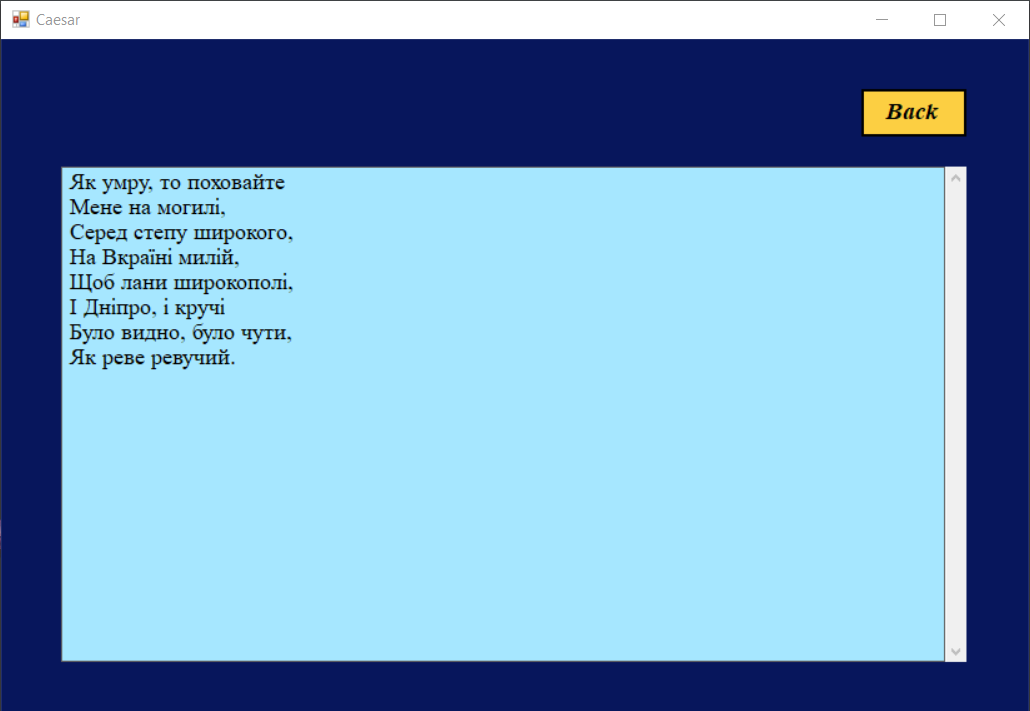 Caesar
Back
Як умру, то поховайте
Мене на могилі,
Серед степу широкого,
На Вкраїні милій,
Щоб лани широкополі,
І Дніпро, і кручі
Було видно, було чути,
Як реве ревучий.